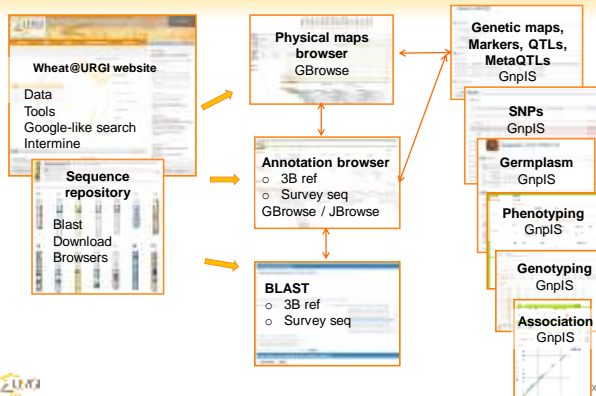 Wheat@URGI website
Data
Tools
Google-like search
Intermine
Sequence
repository
Blast
Download
Browsers
Physical maps
browser
GBrowse
Annotation browser
o 3B ref
o Survey seq
GBrowse / JBrowse
BLAST
o 3B ref
o Survey seq
Genetic maps,
Markers, QTLs,
MetaQTLs
GnpIS
SNPs
GnpIS
Germplasm
GnpIS
Phenotyping
GnpIS
Genotyping
GnpIS
Association
GnpIS
URGI